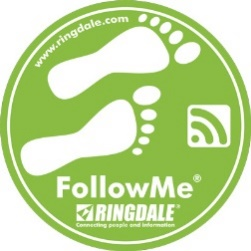 www.ringdale.com
FollowMe®
RINGDALE®
Connecting people and information